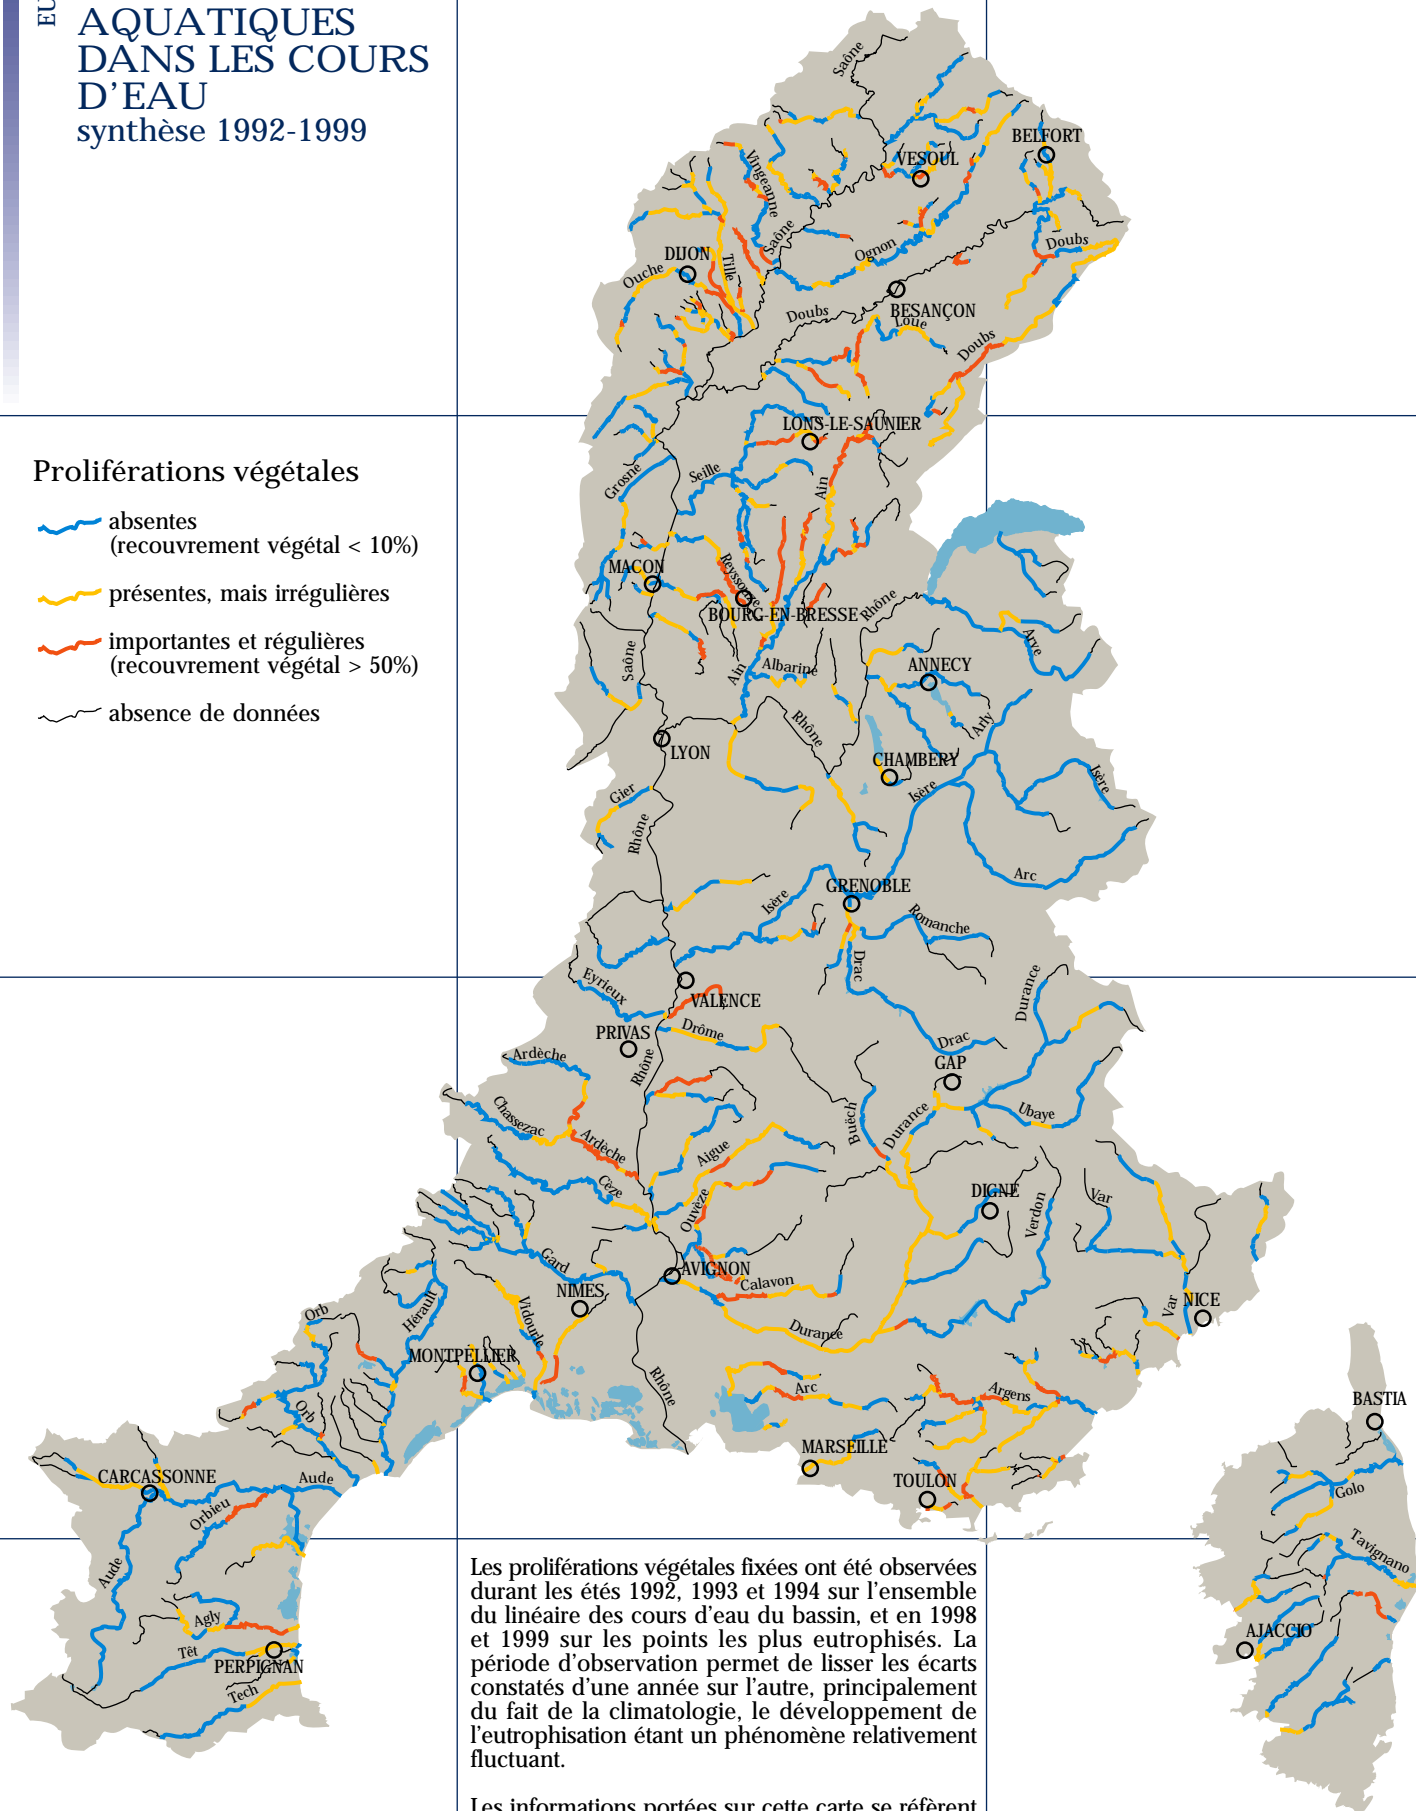 EU
AQUATIQUES
DANS LES COURS
D'EAU
synthèse 1992-1999
Proliférations végétales
absentes
(recouvrement végétal < 10%)
présentes, mais irrégulières
importantes et régulières
(recouvrement végétal > 50%)
absence de données
Saône
BELFORT
VESOUL
Vingeanne
Saône
Doubs
Ognon
DIJON
Tille
Ouche
BESANÇON
Doubs
Loue
Doubs
LONS-LE-SAUNIER
Grosne
Seille
Ain
MACON
Reyssouze
BOURG-EN-BRESSE
Rhône
Arve
Saône
Ain
Albarine
ANNECY
Rhône
Arly
LYON
CHAMBERY
Isère
Isère
Gier
Rhône
Arc
GRENOBLE
Isère
Romanche
Drac
Eyrieux
VALENCE
Durance
PRIVAS
Drôme
Drac
Ardèche
Rhône
GAP
Chassezac
Buëch
Durance
Ubaye
Ardèche
Aigue
Cèze
DIGNE
Var
Ouvèze
Verdon
Gard
AVIGNON
Calavon
NIMES
Hérault
Orb
Vidourle
Var
NICE
Durance
MONTPELLIER
Rhône
Arc
Argens
BASTIA
Orb
MARSEILLE
CARCASSONNE
Aude
TOULON
Golo
Orbieu
Aude
Tavignano
Agly
AJACCIO
Têt
PERPIGNAN
Tech
Les proliférations végétales fixées ont été observées
durant les étés 1992, 1993 et 1994 sur l'ensemble
du linéaire des cours d'eau du bassin, et en 1998
et 1999 sur les points les plus eutrophisés. La
période d'observation permet de lisser les écarts
constatés d'une année sur l'autre, principalement
du fait de la climatologie, le développement de
l'eutrophisation étant un phénomène relativement
fluctuant.
Les informations portées sur cette carte se réfèrent